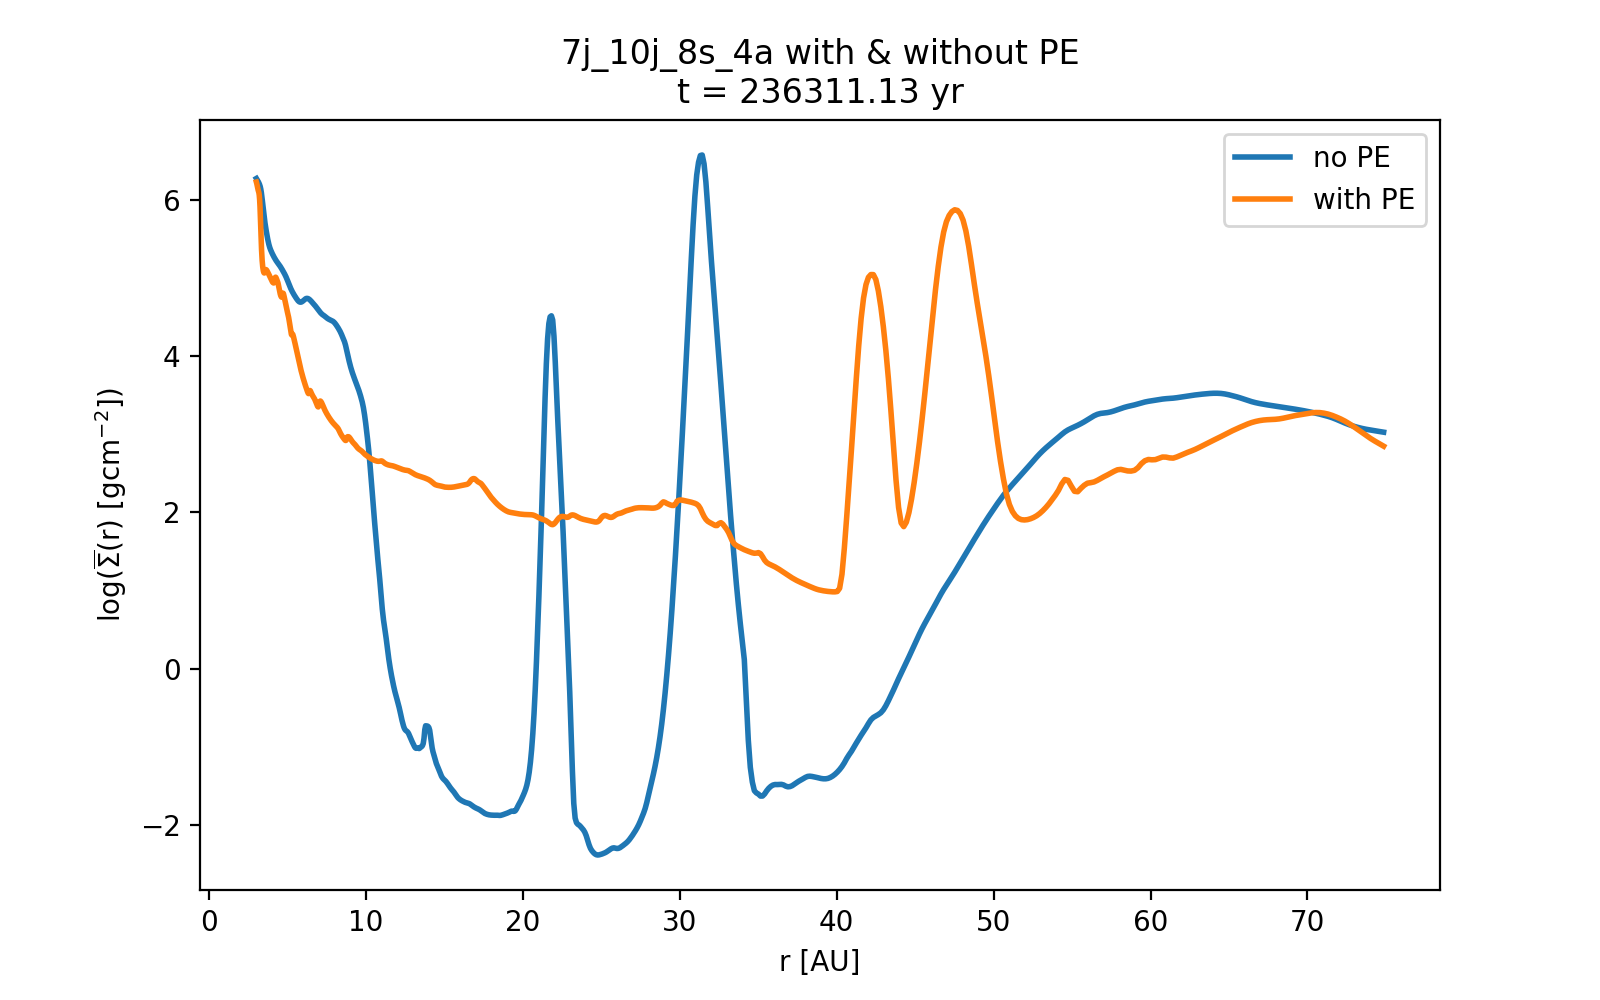 7j_10j_8s_4a with & without PE
t = 236311.13 yr
no PE
with PE
log(Σ̅(r) [gcm⁻²])
6
4
2
0
−2
0 10 20 30 40 50 60 70
r [AU]